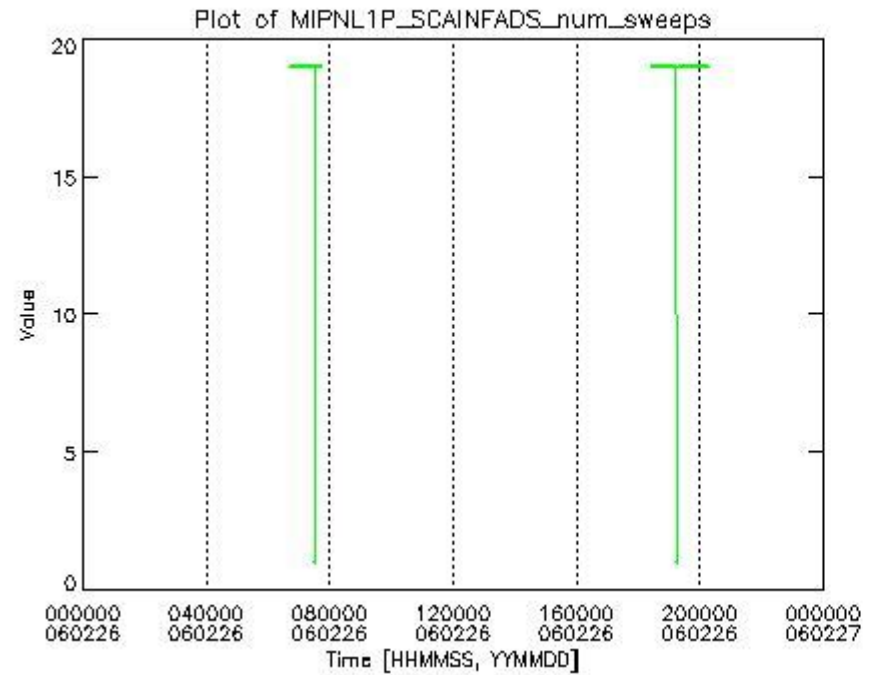 Plot of MIPNL1P_SCAINFADS_num_sweeps
20
15
10
5
0
Value
000000 040000 080000 120000 160000 200000 000000
060226 060226 060226 060226 060226 060226 060227
Time [HHMMSS, YYMMDD]